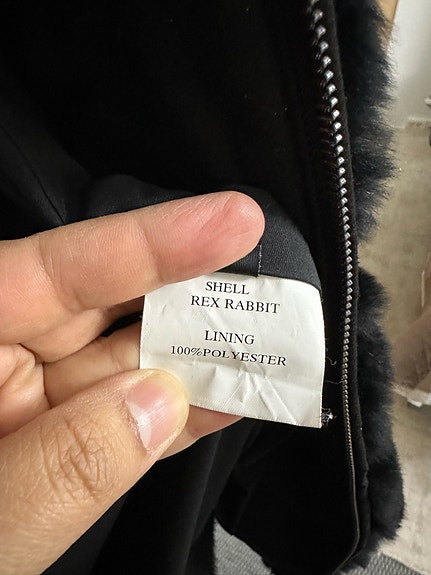 SHELL
REX RABBIT
LINING
100%POLYESTER